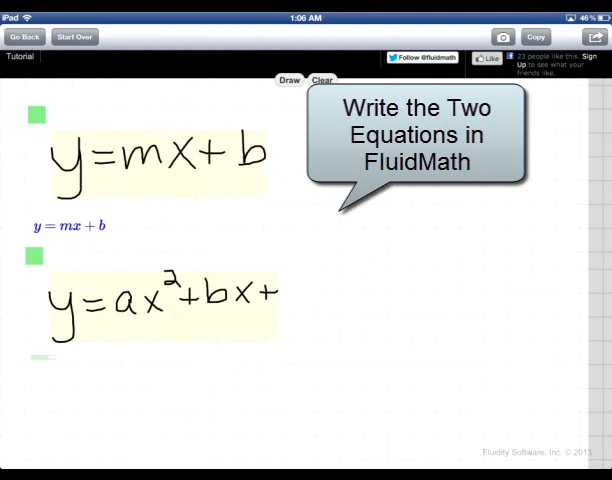 iPad 1:06 AM 46%
Go Back Start Over Copy
Tutorial Follow @fluidmath Like 23 people like this. Sign
Up to see what your
friends like.
Draw Clear
Write the Two
Equations in
FluidMath
y=mx+b
y = mx + b
y=ax²+bx+
Fluidity Software, Inc. © 2013